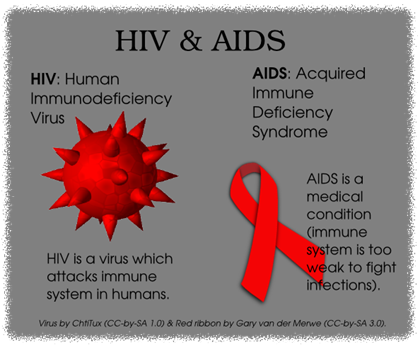 HIV & AIDS
HIV: Human
Immunodeficiency
Virus
AIDS: Acquired
Immune
Deficiency
Syndrome
HIV is a virus which
attacks immune
system in humans.
AIDS is a
medical
condition
(immune
system is too
weak to fight
infections).
Virus by ChtiTux (CC-by-SA 1.0) & Red ribbon by Gary van der Merwe (CC-by-SA 3.0).